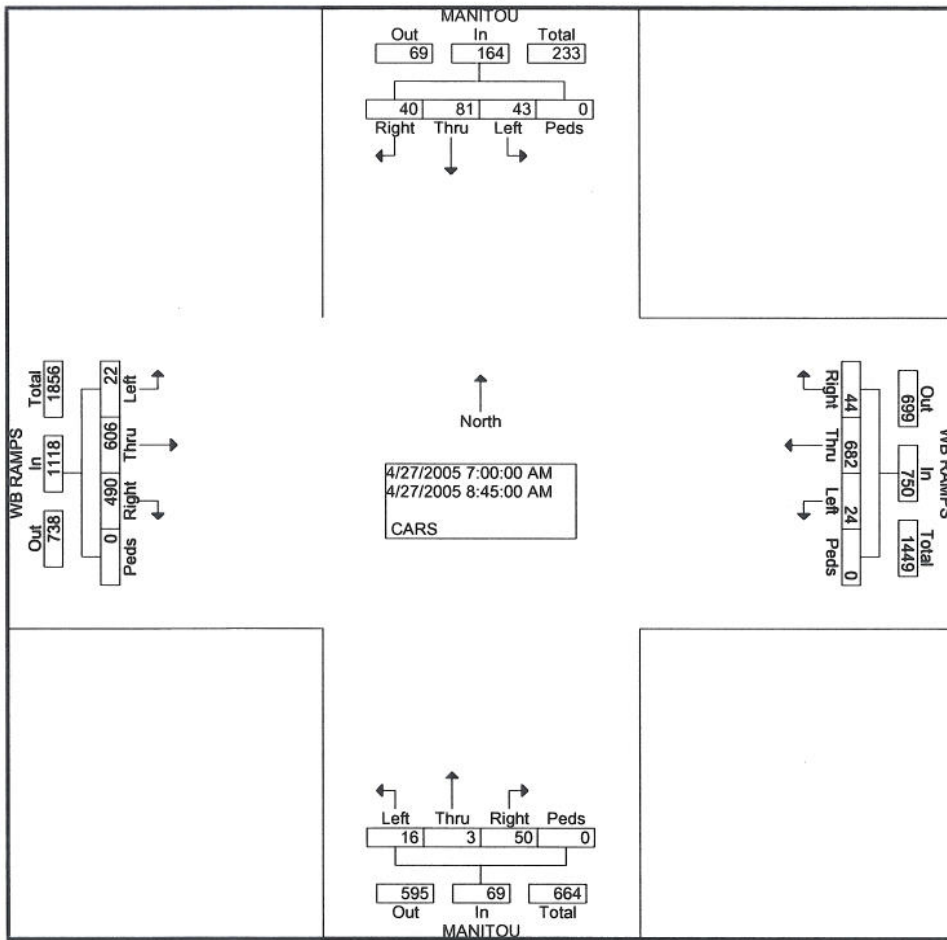 MANITOU
Out In Total
69 164 233
40 81 43 0
Right Thru Left Peds
WB RAMPS
Total In Out
1856 1118 738
22 606 490 0
Left Thru Right Peds
North
4/27/2005 7:00:00 AM
4/27/2005 8:45:00 AM
CARS
Right Thru Left Peds
44 682 24 0
Out In Total
699 750 1449
WB RAMPS
Left Thru Right Peds
16 3 50 0
595 69 664
Out In Total
MANITOU